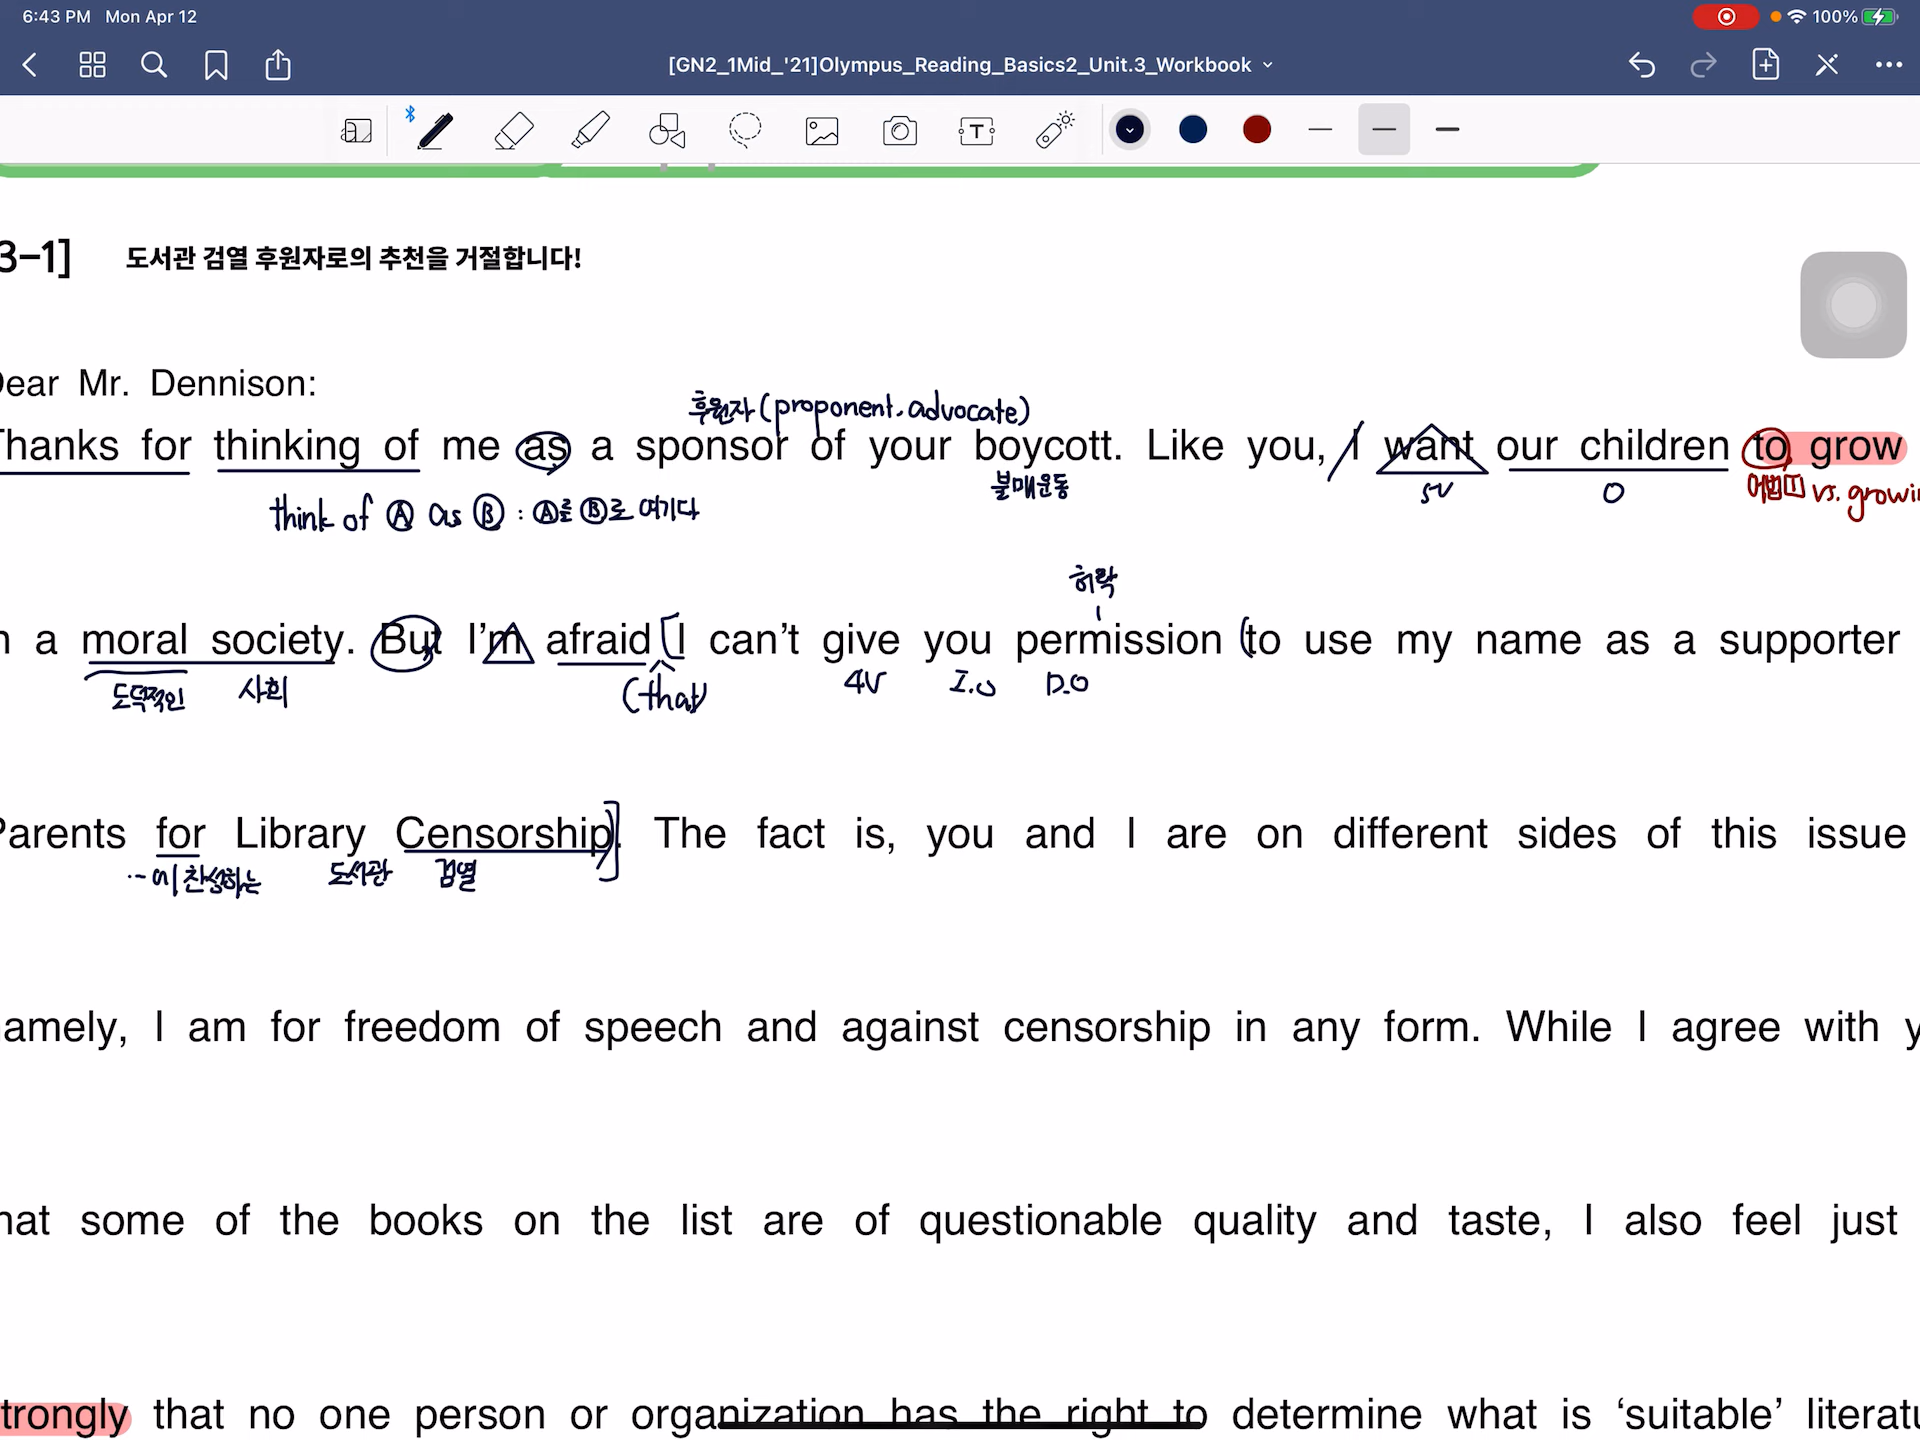 6:43 PM Mon Apr 12
100%
[GN2_1Mid_'21]Olympus_Reading_Basics2_Unit.3_Workbook
3-1] 도서관 검열 후원자로의 추천을 거절합니다!
Dear Mr. Dennison:
후원자 (proponent, advocate)
Thanks for thinking of me as a sponsor of your boycott. Like you, I want our children to grow
불매운동 5V O 어법① vs. growin
think of Ⓐ as Ⓑ : Ⓐ를 Ⓑ로 여기다
허락
n a moral society. But I'm afraid [I can't give you permission (to use my name as a supporter
도덕적인 사회 (that) 4V I.O D.O
Parents for Library Censorship)]. The fact is, you and I are on different sides of this issue
…에 찬성하는 도서관 검열
namely, I am for freedom of speech and against censorship in any form. While I agree with y
hat some of the books on the list are of questionable quality and taste, I also feel just
trongly that no one person or organization has the right to determine what is ‘suitable’ literatu